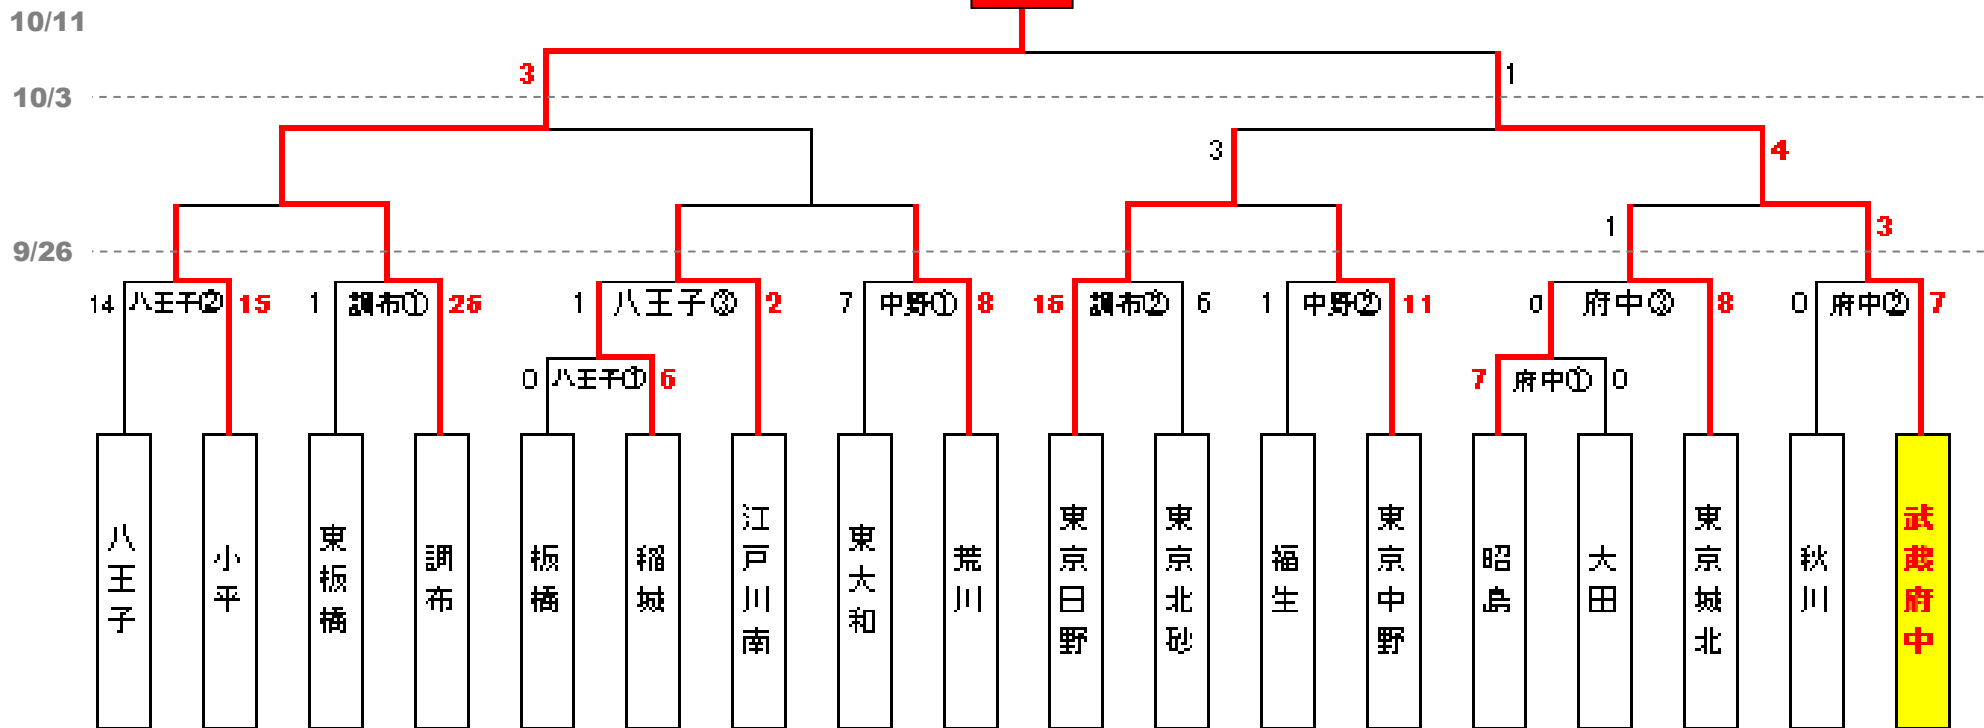 10/11
3
1
10/3
3
4
1
3
9/26
14 八王子② 15
1 調布① 26
1 八王子③ 2
7 中野① 8
16 調布② 6
1 中野② 11
0 府中③ 8
0 府中② 7
0 八王子① 6
7 府中① 0
八王子
小平
東板橋
調布
板橋
稲城
江戸川南
東大和
荒川
東京日野
東京北砂
福生
東京中野
昭島
大田
東京城北
秋川
武蔵府中